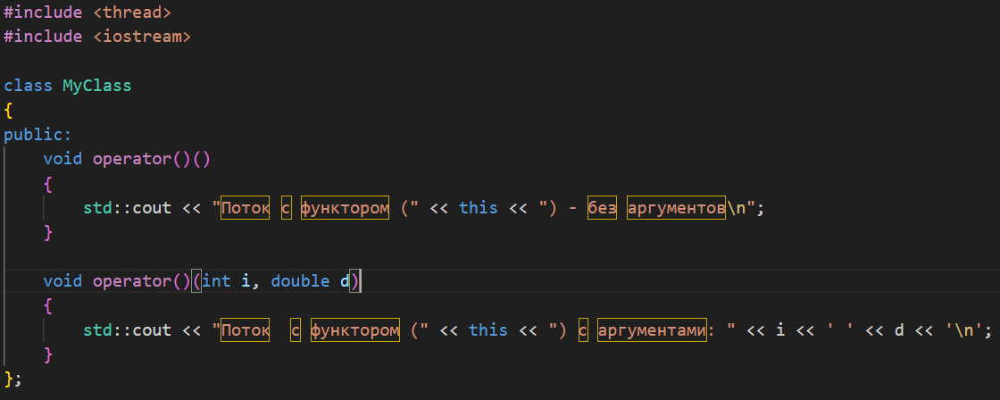 #include <thread>
#include <iostream>
class MyClass
{
public:
    void operator()()
    {
        std::cout << "Поток с функтором (" << this << ") - без аргументов\n";
    }
    void operator()(int i, double d)
    {
        std::cout << "Поток  с функтором (" << this << ") с аргументами: " << i << ' ' << d << '\n';
    }
};